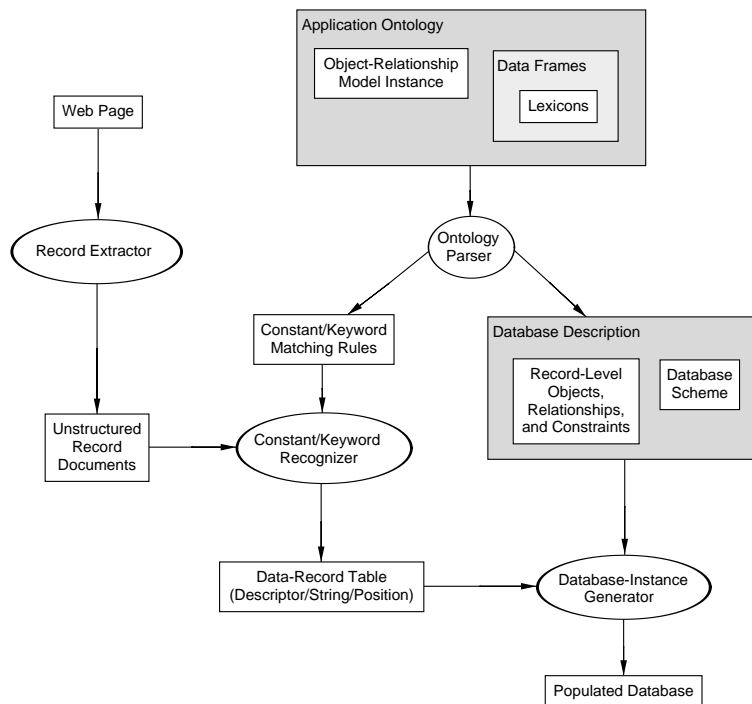 Application Ontology
Object-Relationship
Model Instance
Data Frames
Lexicons
Web Page
Record Extractor
Ontology
Parser
Constant/Keyword
Matching Rules
Database Description
Record-Level
Objects,
Relationships,
and Constraints
Database
Scheme
Unstructured
Record
Documents
Constant/Keyword
Recognizer
Data-Record Table
(Descriptor/String/Position)
Database-Instance
Generator
Populated Database